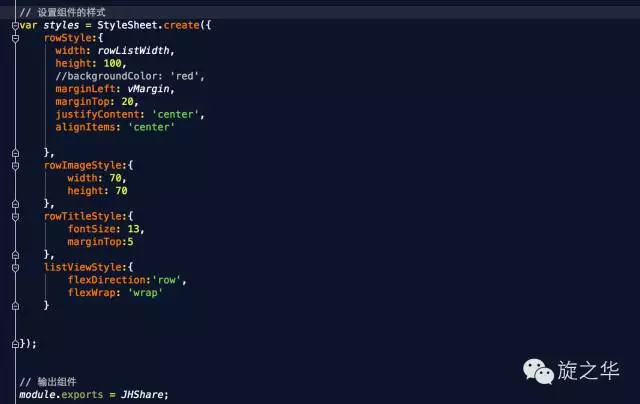 // 设置组件的样式
var styles = StyleSheet.create({
rowStyle:{
width: rowListWidth,
height: 100,
//backgroundColor: 'red',
marginLeft: vMargin,
marginTop: 20,
justifyContent: 'center',
alignItems: 'center'
},
rowImageStyle:{
width: 70,
height: 70
},
rowTitleStyle:{
fontSize: 13,
marginTop:5
},
listViewStyle:{
flexDirection:'row',
flexWrap: 'wrap'
}
});
旋之华
// 输出组件
module.exports = JHShare;